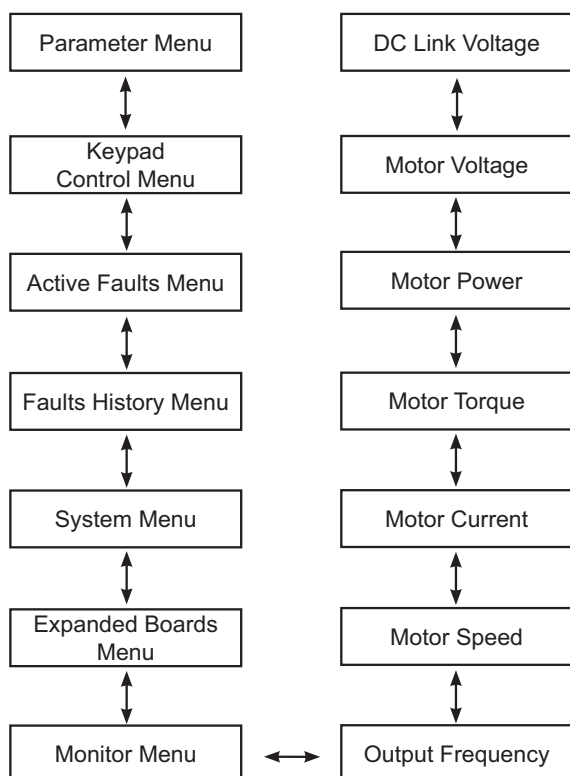 Parameter Menu
Keypad
Control Menu
Active Faults Menu
Faults History Menu
System Menu
Expanded Boards
Menu
Monitor Menu
DC Link Voltage
Motor Voltage
Motor Power
Motor Torque
Motor Current
Motor Speed
Output Frequency